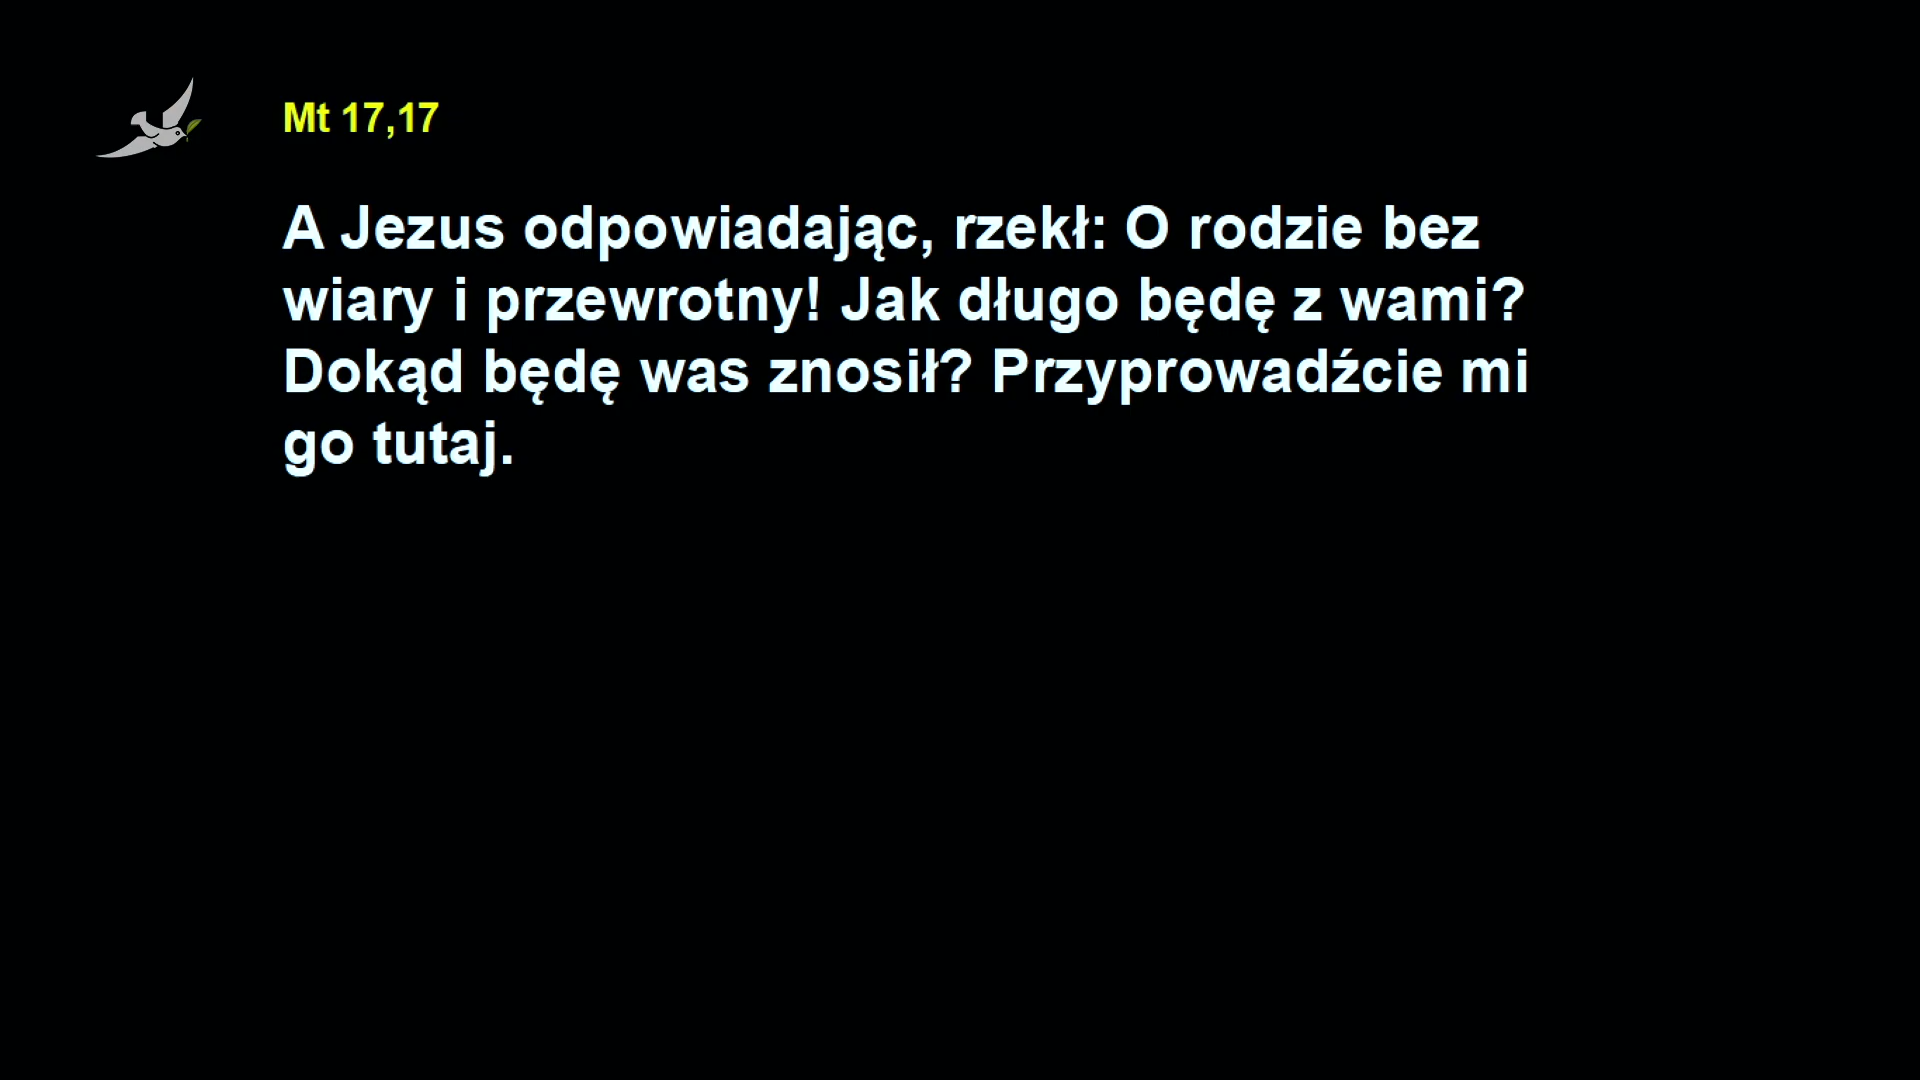 Mt 17,17
A Jezus odpowiadając, rzekł: O rodzie bez
wiary i przewrotny! Jak długo będę z wami?
Dokąd będę was znosił? Przyprowadźcie mi
go tutaj.